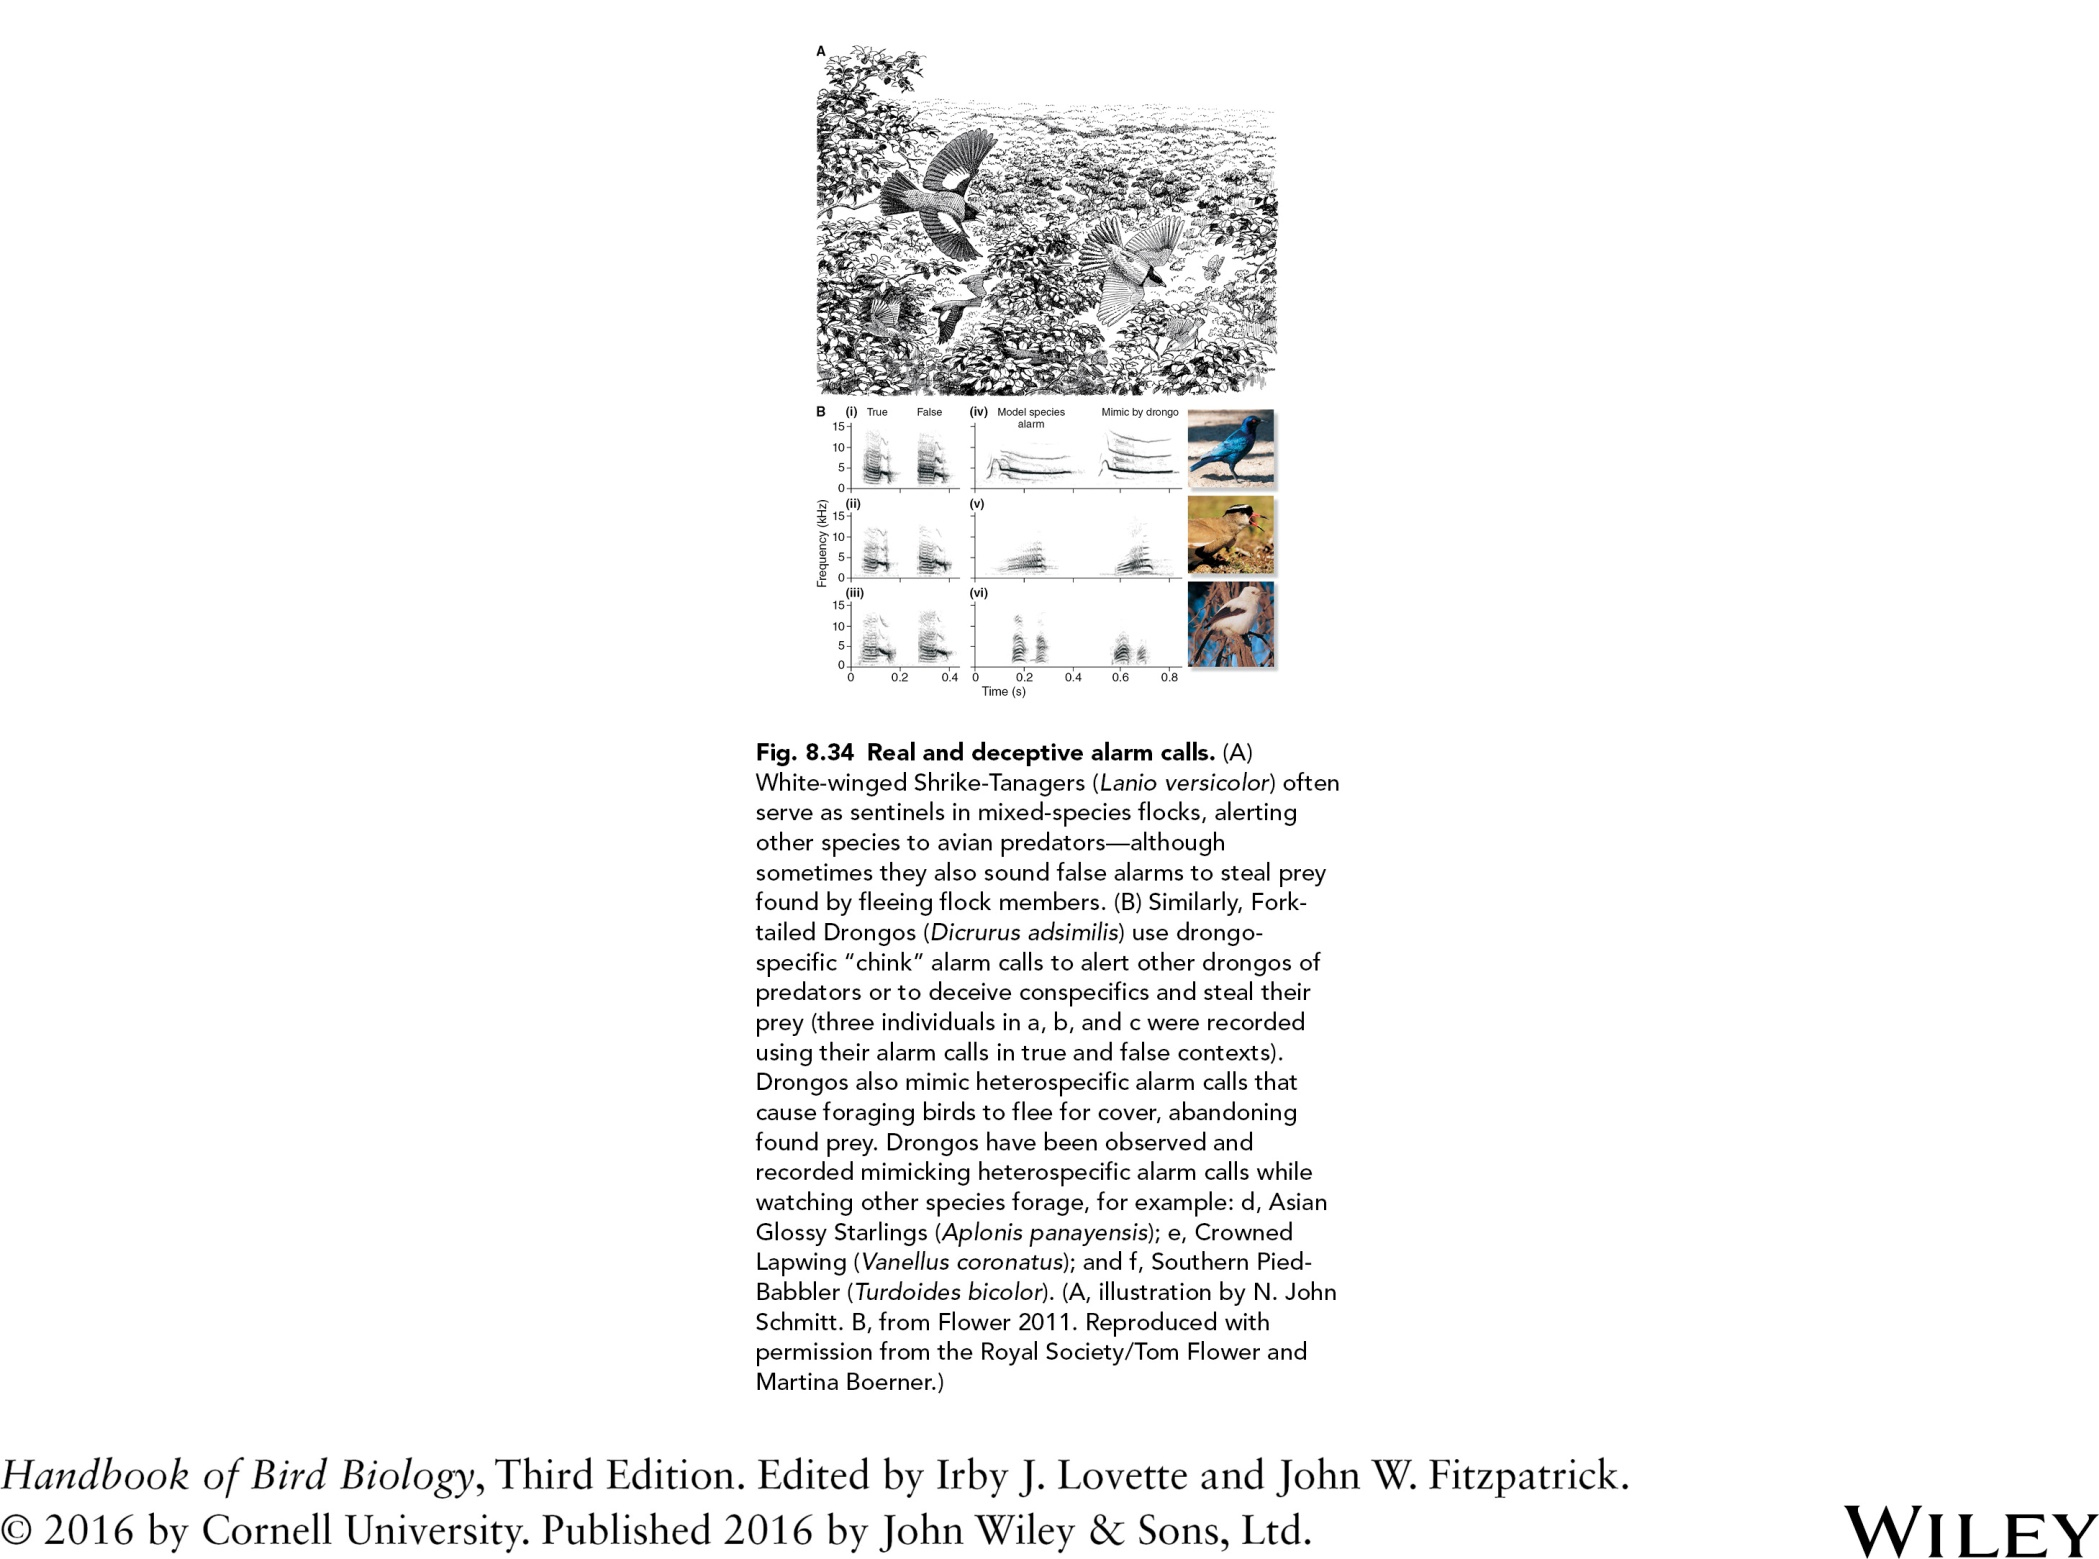 A
B (i) True False (iv) Model species alarm Mimic by drongo
15
10
5
0
(ii) (v)
15
10
5
0
Frequency (kHz)
(iii) (vi)
15
10
5
0
0 0.2 0.4 0 0.2 0.4 0.6 0.8
Time (s)
Fig. 8.34 Real and deceptive alarm calls. (A)
White-winged Shrike-Tanagers (Lanio versicolor) often
serve as sentinels in mixed-species flocks, alerting
other species to avian predators—although
sometimes they also sound false alarms to steal prey
found by fleeing flock members. (B) Similarly, Fork-
tailed Drongos (Dicrurus adsimilis) use drongo-
specific “chink” alarm calls to alert other drongos of
predators or to deceive conspecifics and steal their
prey (three individuals in a, b, and c were recorded
using their alarm calls in true and false contexts).
Drongos also mimic heterospecific alarm calls that
cause foraging birds to flee for cover, abandoning
found prey. Drongos have been observed and
recorded mimicking heterospecific alarm calls while
watching other species forage, for example: d, Asian
Glossy Starlings (Aplonis panayensis); e, Crowned
Lapwing (Vanellus coronatus); and f, Southern Pied-
Babbler (Turdoides bicolor). (A, illustration by N. John
Schmitt. B, from Flower 2011. Reproduced with
permission from the Royal Society/Tom Flower and
Martina Boerner.)
Handbook of Bird Biology, Third Edition. Edited by Irby J. Lovette and John W. Fitzpatrick.
© 2016 by Cornell University. Published 2016 by John Wiley & Sons, Ltd.
WILEY